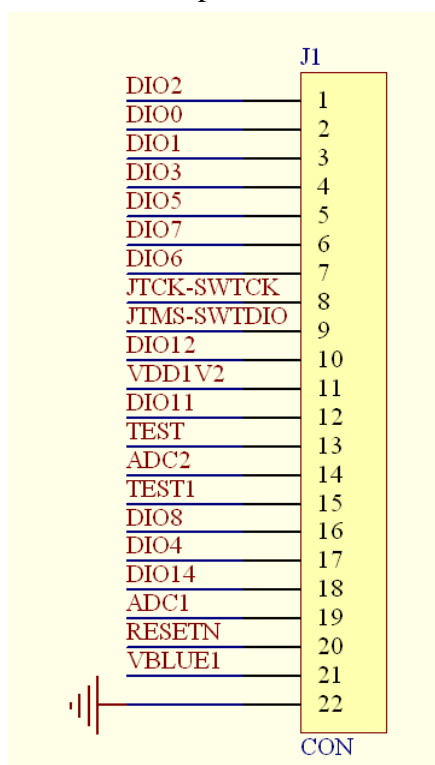 J1
DIO2 1
DIO0 2
DIO1 3
DIO3 4
DIO5 5
DIO7 6
DIO6 7
JTCK-SWTCK 8
JTMS-SWTDIO 9
DIO12 10
VDD1V2 11
DIO11 12
TEST 13
ADC2 14
TEST1 15
DIO8 16
DIO4 17
DIO14 18
ADC1 19
RESETN 20
VBLUE1 21
22
CON